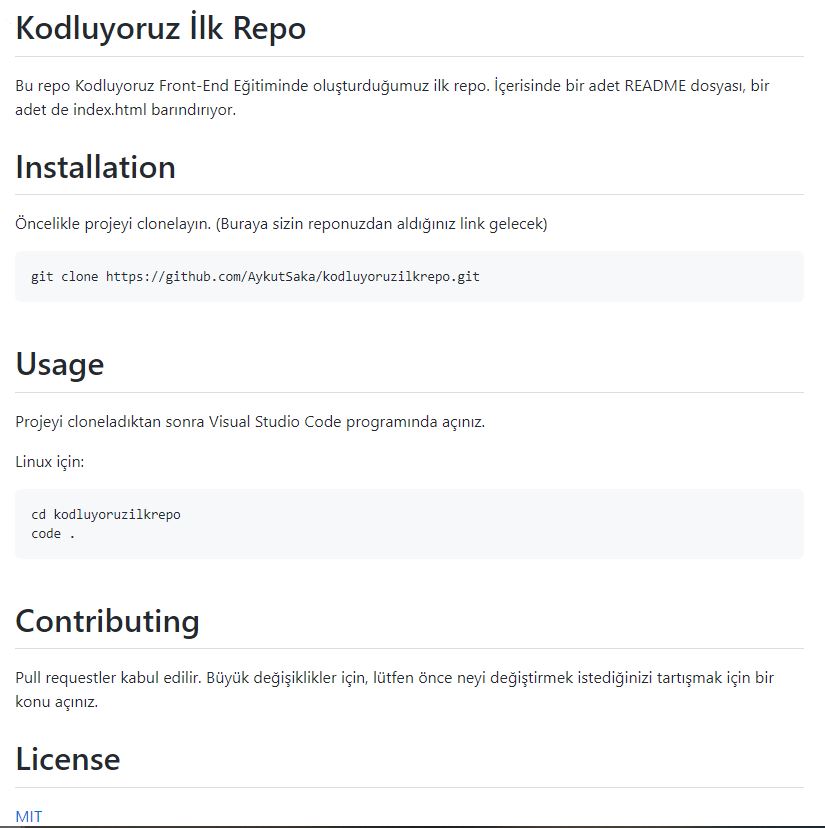 Kodluyoruz İlk Repo
Bu repo Kodluyoruz Front-End Eğitiminde oluşturduğumuz ilk repo. İçerisinde bir adet README dosyası, bir
adet de index.html barındırıyor.
Installation
Öncelikle projeyi clonelayın. (Buraya sizin reponuzdan aldığınız link gelecek)
git clone https://github.com/AykutSaka/kodluyoruzilkrepo.git
Usage
Projeyi cloneladıktan sonra Visual Studio Code programında açınız.
Linux için:
cd kodluyoruzilkrepo
code .
Contributing
Pull requestler kabul edilir. Büyük değişiklikler için, lütfen önce neyi değiştirmek istediğinizi tartışmak için bir
konu açınız.
License
MIT